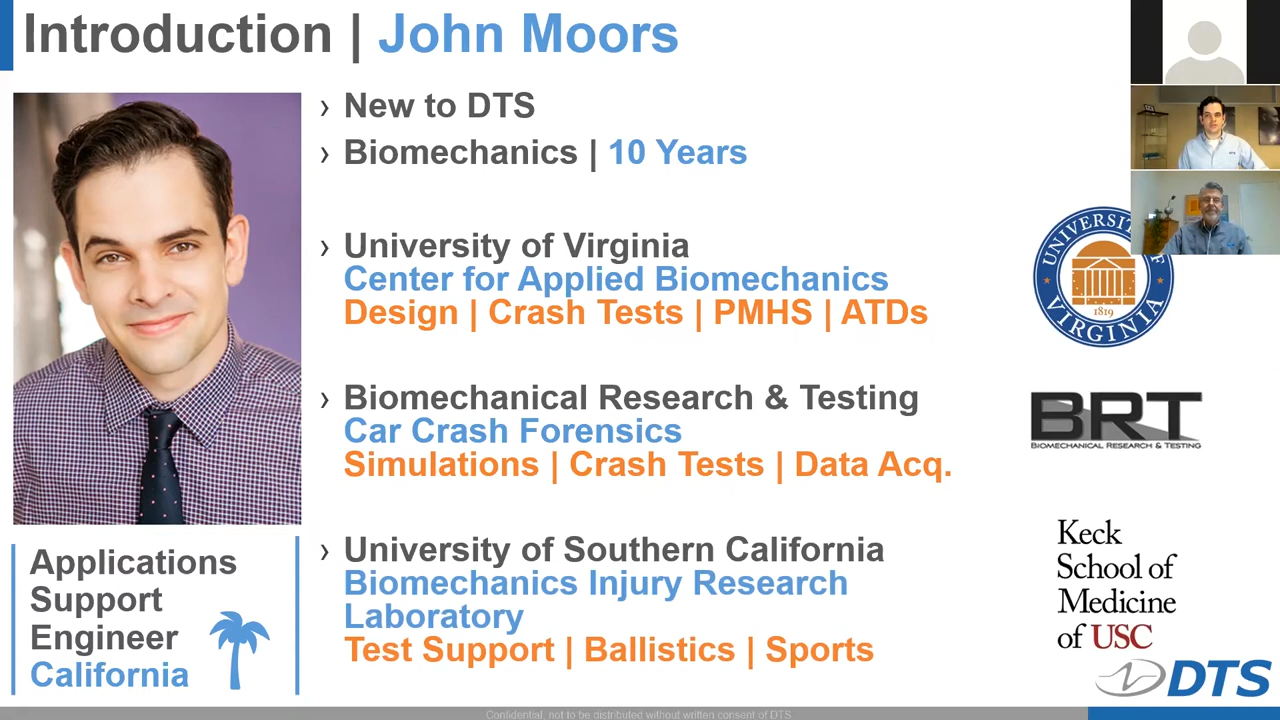 Introduction | John Moors
› New to DTS
› Biomechanics | 10 Years
› University of Virginia
Center for Applied Biomechanics
Design | Crash Tests | PMHS | ATDs
› Biomechanical Research & Testing
Car Crash Forensics
Simulations | Crash Tests | Data Acq.
› University of Southern California
Biomechanics Injury Research
Laboratory
Test Support | Ballistics | Sports
Applications
Support
Engineer
California
DTS
1819
VIRGINIA
BRT
BIOMECHANICAL RESEARCH & TESTING
Keck
School of
Medicine
of USC
DTS
Confidential, not to be distributed without written consent of DTS